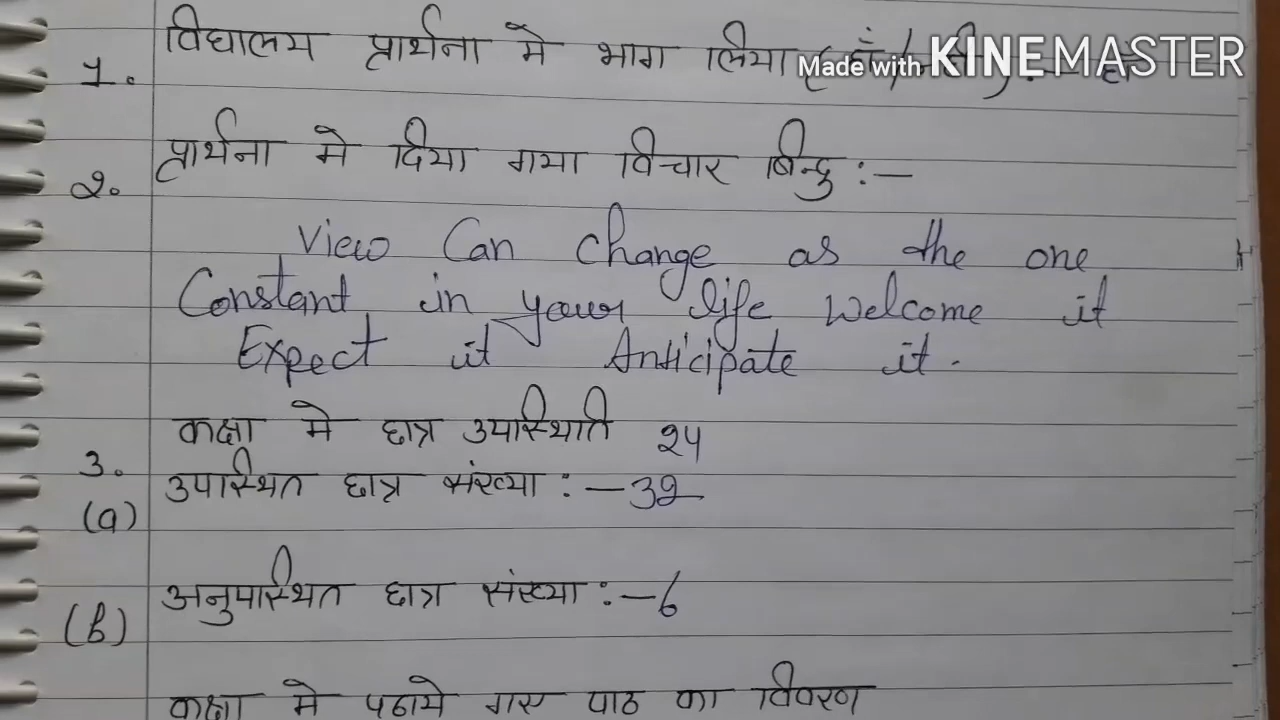 1. विद्यालय प्रार्थना मे भाग लिया
Made with KINEMASTER
2. प्रार्थना मे दिया गया विचार बिन्दु :-
View Can change as the one
Constant in your life Welcome it
Expect it Anticipate it.
3. कक्षा मे छात्र उपस्थिति 24
(a) उपस्थित छात्र संख्या : - 32
(b) अनुपस्थित छात्र संख्या : - 6
कक्षा मे पढाये गए पाठ का विवरण